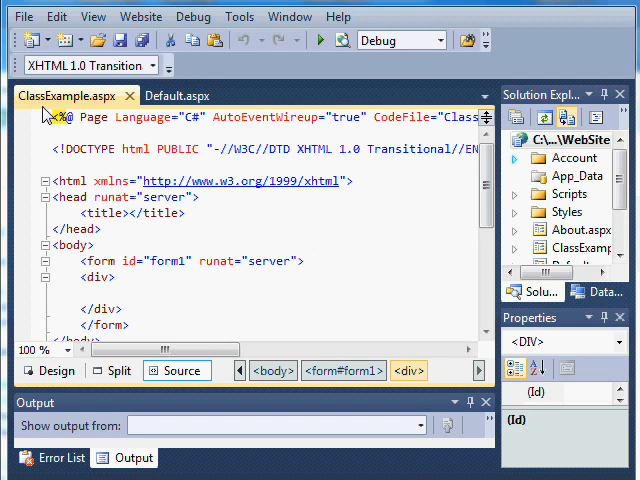 File Edit View Website Debug Tools Window Help
Debug
XHTML 1.0 Transition
ClassExample.aspx Default.aspx
<%@ Page Language="C#" AutoEventWireup="true" CodeFile="Class
<!DOCTYPE html PUBLIC "-//W3C//DTD XHTML 1.0 Transitional//EN
<html xmlns="http://www.w3.org/1999/xhtml">
<head runat="server">
<title></title>
</head>
<body>
<form id="form1" runat="server">
<div>
</div>
</form>
</body>
100 %
Design Split Source <body> <form#form1> <div>
Output
Show output from:
Error List Output
Solution Expl...
C:\...\WebSite
Account
App_Data
Scripts
Styles
About.aspx
ClassExamp
Solu... Data...
Properties
<DIV>
(Id)
(Id)